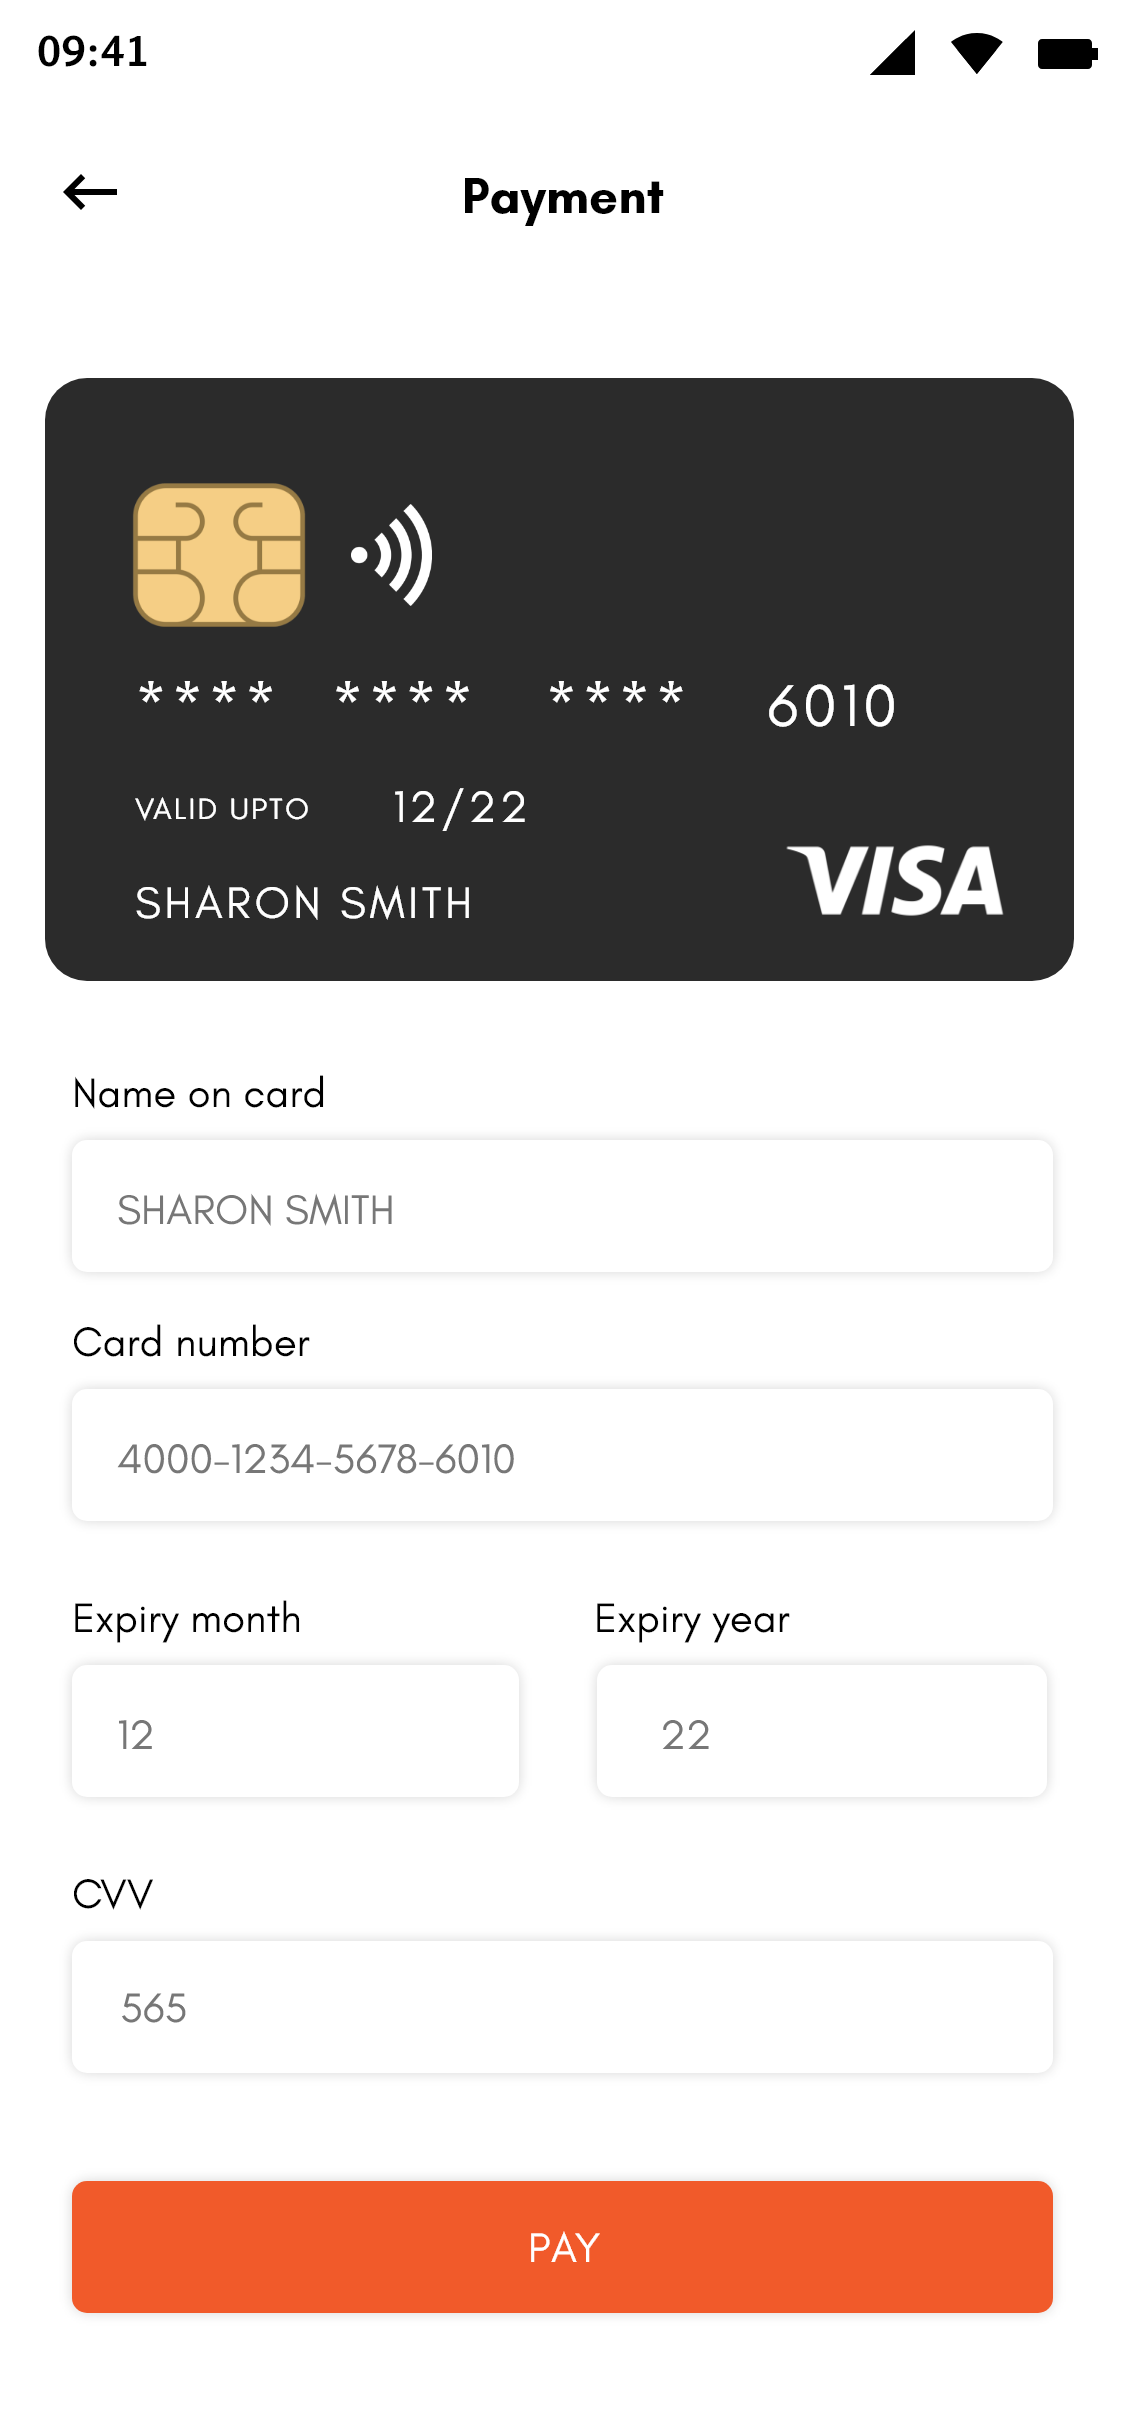 09:41
Payment
**** **** **** 6010
VALID UPTO 12/22
SHARON SMITH
VISA
Name on card
SHARON SMITH
Card number
4000-1234-5678-6010
Expiry month Expiry year
12 22
CVV
565
PAY